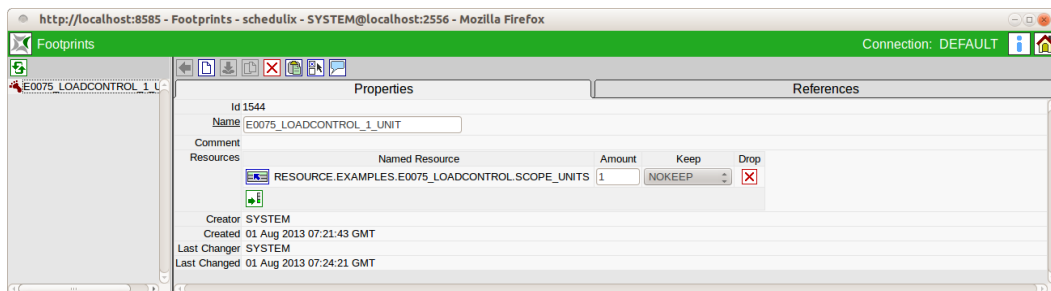 http://localhost:8585 - Footprints - schedulix - SYSTEM@localhost:2556 - Mozilla Firefox
Footprints
Connection: DEFAULT
E0075_LOADCONTROL_1_U
Properties
References
Id 1544
Name E0075_LOADCONTROL_1_UNIT
Comment
Resources Named Resource Amount Keep Drop
RESOURCE.EXAMPLES.E0075_LOADCONTROL.SCOPE_UNITS 1 NOKEEP
Creator SYSTEM
Created 01 Aug 2013 07:21:43 GMT
Last Changer SYSTEM
Last Changed 01 Aug 2013 07:24:21 GMT